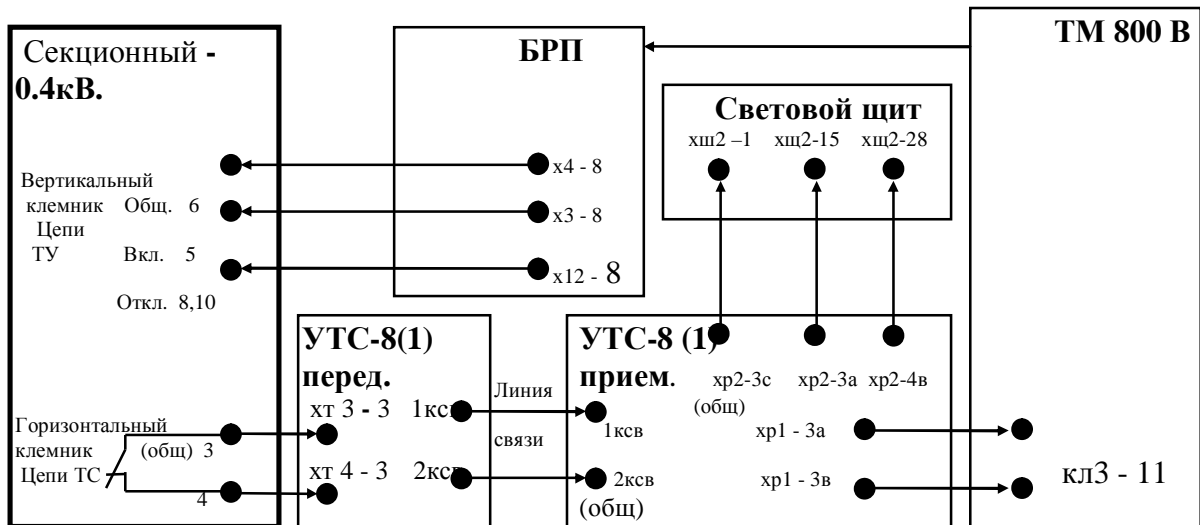 Секционный -
0.4кВ.
Вертикальный
клемник Общ. 6
Цепи
ТУ Вкл. 5
Откл. 8,10
Горизонтальный
клемник (общ) 3
Цепи ТС
4
БРП
х4 - 8
х3 - 8
х12 - 8
Световой щит
хш2 –1 хщ2-15 хщ2-28
ТМ 800 В
УТС-8(1)
перед.
хт 3 - 3 1ксв
хт 4 - 3 2ксв
Линия
связи
УТС-8 (1)
прием.
хр2-3с хр2-3а хр2-4в
(общ)
1ксв
хр1 - 3а
2ксв
(общ)
хр1 - 3в
кл3 - 11